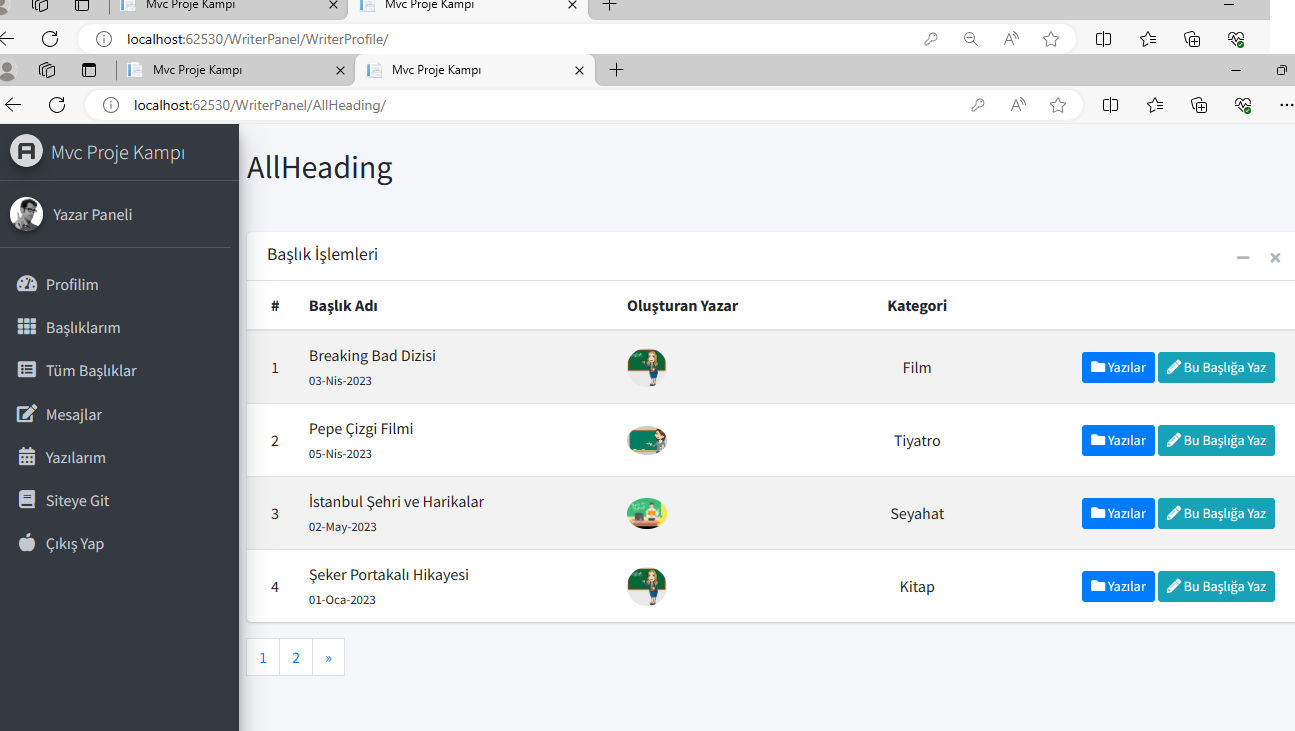 Mvc Proje Kampı
Mvc Proje Kampı
localhost:62530/WriterPanel/WriterProfile/
Mvc Proje Kampı
Mvc Proje Kampı
localhost:62530/WriterPanel/AllHeading/
Mvc Proje Kampı
Yazar Paneli
Profilim
Başlıklarım
Tüm Başlıklar
Mesajlar
Yazılarım
Siteye Git
Çıkış Yap
AllHeading
Başlık İşlemleri
# Başlık Adı Oluşturan Yazar Kategori
1 Breaking Bad Dizisi Film Yazılar Bu Başlığa Yaz
03-Nis-2023
2 Pepe Çizgi Filmi Tiyatro Yazılar Bu Başlığa Yaz
05-Nis-2023
3 İstanbul Şehri ve Harikalar Seyahat Yazılar Bu Başlığa Yaz
02-May-2023
4 Şeker Portakalı Hikayesi Kitap Yazılar Bu Başlığa Yaz
01-Oca-2023
1 2 »